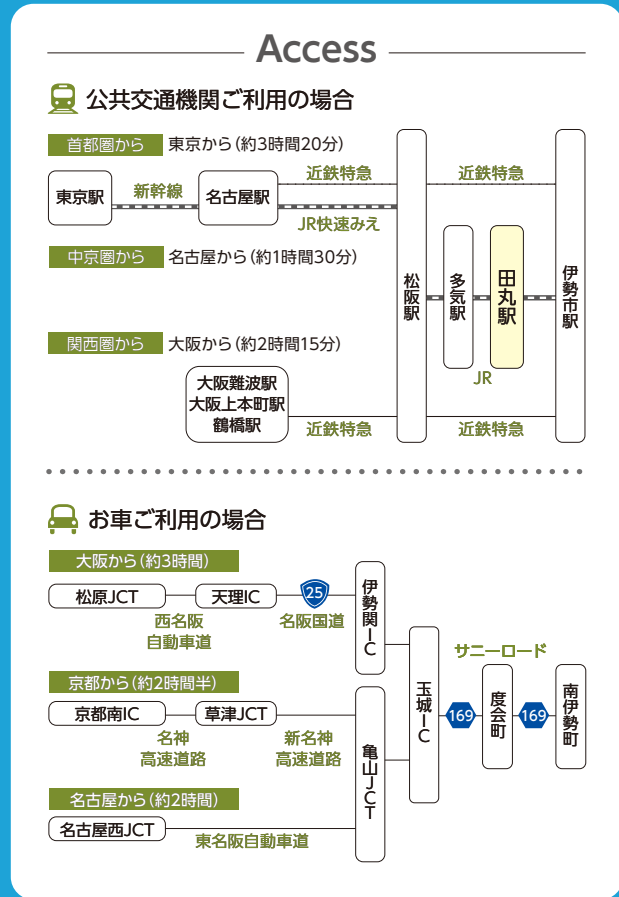 Access
公共交通機関ご利用の場合
首都圏から 東京から(約3時間20分)
東京駅
新幹線
名古屋駅
近鉄特急
JR快速みえ
近鉄特急
中京圏から 名古屋から(約1時間30分)
松阪駅
多気駅
田丸駅
伊勢市駅
JR
関西圏から 大阪から(約2時間15分)
大阪難波駅
大阪上本町駅
鶴橋駅
近鉄特急
近鉄特急
お車ご利用の場合
大阪から(約3時間)
松原JCT
西名阪
自動車道
天理IC
25
名阪国道
伊勢関IC
京都から(約2時間半)
京都南IC
名神
高速道路
草津JCT
新名神
高速道路
亀山JCT
名古屋から(約2時間)
名古屋西JCT
東名阪自動車道
玉城IC
サニーロード
169
度会町
169
南伊勢町